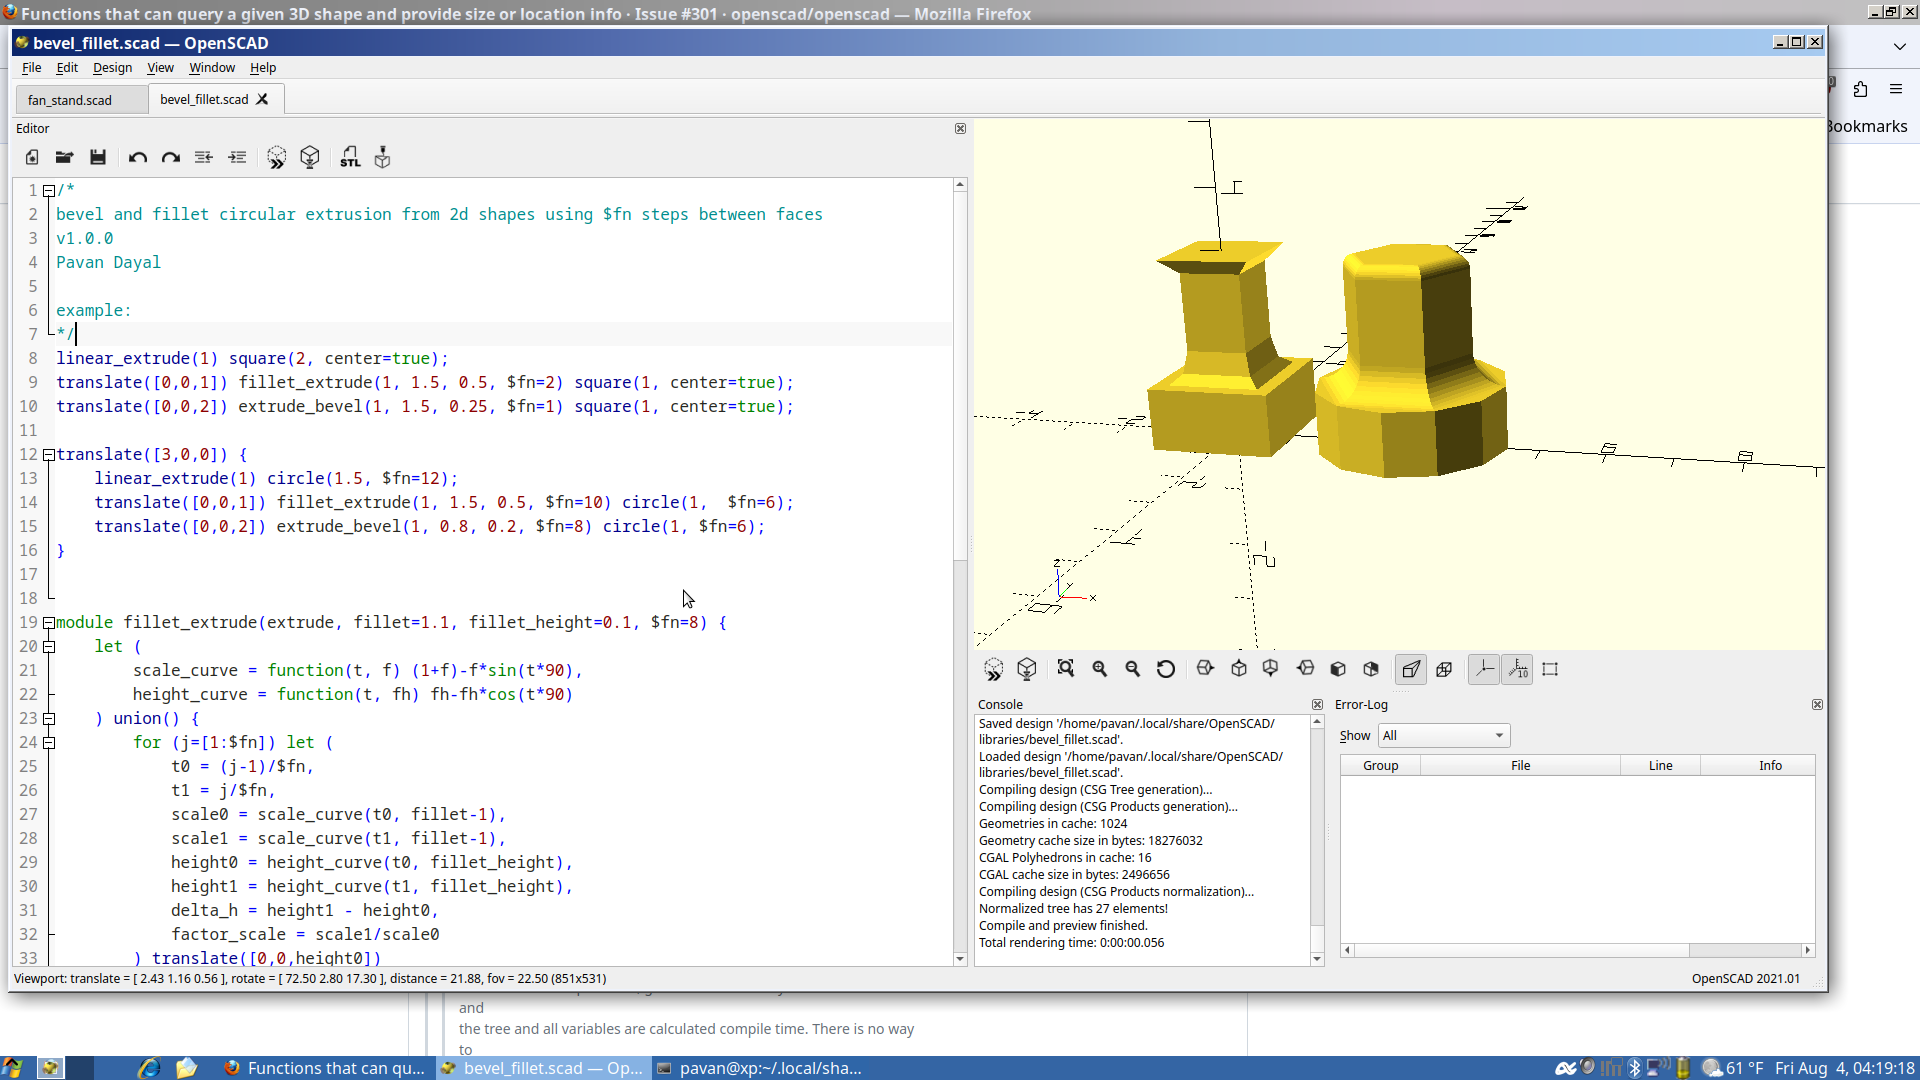 Functions that can query a given 3D shape and provide size or location info · Issue #301 · openscad/openscad — Mozilla Firefox
bevel_fillet.scad — OpenSCAD
File Edit Design View Window Help
fan_stand.scad
bevel_fillet.scad
Bookmarks
Editor
STL
1 /*
2 bevel and fillet circular extrusion from 2d shapes using $fn steps between faces
3 v1.0.0
4 Pavan Dayal
5
6 example:
7 */
8 linear_extrude(1) square(2, center=true);
9 translate([0,0,1]) fillet_extrude(1, 1.5, 0.5, $fn=2) square(1, center=true);
10 translate([0,0,2]) extrude_bevel(1, 1.5, 0.25, $fn=1) square(1, center=true);
11
12 translate([3,0,0]) {
13     linear_extrude(1) circle(1.5, $fn=12);
14     translate([0,0,1]) fillet_extrude(1, 1.5, 0.5, $fn=10) circle(1,  $fn=6);
15     translate([0,0,2]) extrude_bevel(1, 0.8, 0.2, $fn=8) circle(1, $fn=6);
16 }
17
18
19 module fillet_extrude(extrude, fillet=1.1, fillet_height=0.1, $fn=8) {
20     let (
21         scale_curve = function(t, f) (1+f)-f*sin(t*90),
22         height_curve = function(t, fh) fh-fh*cos(t*90)
23     ) union() {
24         for (j=[1:$fn]) let (
25             t0 = (j-1)/$fn,
26             t1 = j/$fn,
27             scale0 = scale_curve(t0, fillet-1),
28             scale1 = scale_curve(t1, fillet-1),
29             height0 = height_curve(t0, fillet_height),
30             height1 = height_curve(t1, fillet_height),
31             delta_h = height1 - height0,
32             factor_scale = scale1/scale0
33         ) translate([0,0,height0])
z
y
x
10
Console
Saved design '/home/pavan/.local/share/OpenSCAD/
libraries/bevel_fillet.scad'.
Loaded design '/home/pavan/.local/share/OpenSCAD/
libraries/bevel_fillet.scad'.
Compiling design (CSG Tree generation)...
Compiling design (CSG Products generation)...
Geometries in cache: 1024
Geometry cache size in bytes: 18276032
CGAL Polyhedrons in cache: 16
CGAL cache size in bytes: 2496656
Compiling design (CSG Products normalization)...
Normalized tree has 27 elements!
Compile and preview finished.
Total rendering time: 0:00:00.056
Error-Log
Show All
Group File Line Info
Viewport: translate = [ 2.43 1.16 0.56 ], rotate = [ 72.50 2.80 17.30 ], distance = 21.88, fov = 22.50 (851x531)
OpenSCAD 2021.01
and
the tree and all variables are calculated compile time. There is no way
to
Functions that can qu...
bevel_fillet.scad — Op...
pavan@xp:~/.local/sha...
61 °F
Fri Aug 4, 04:19:18